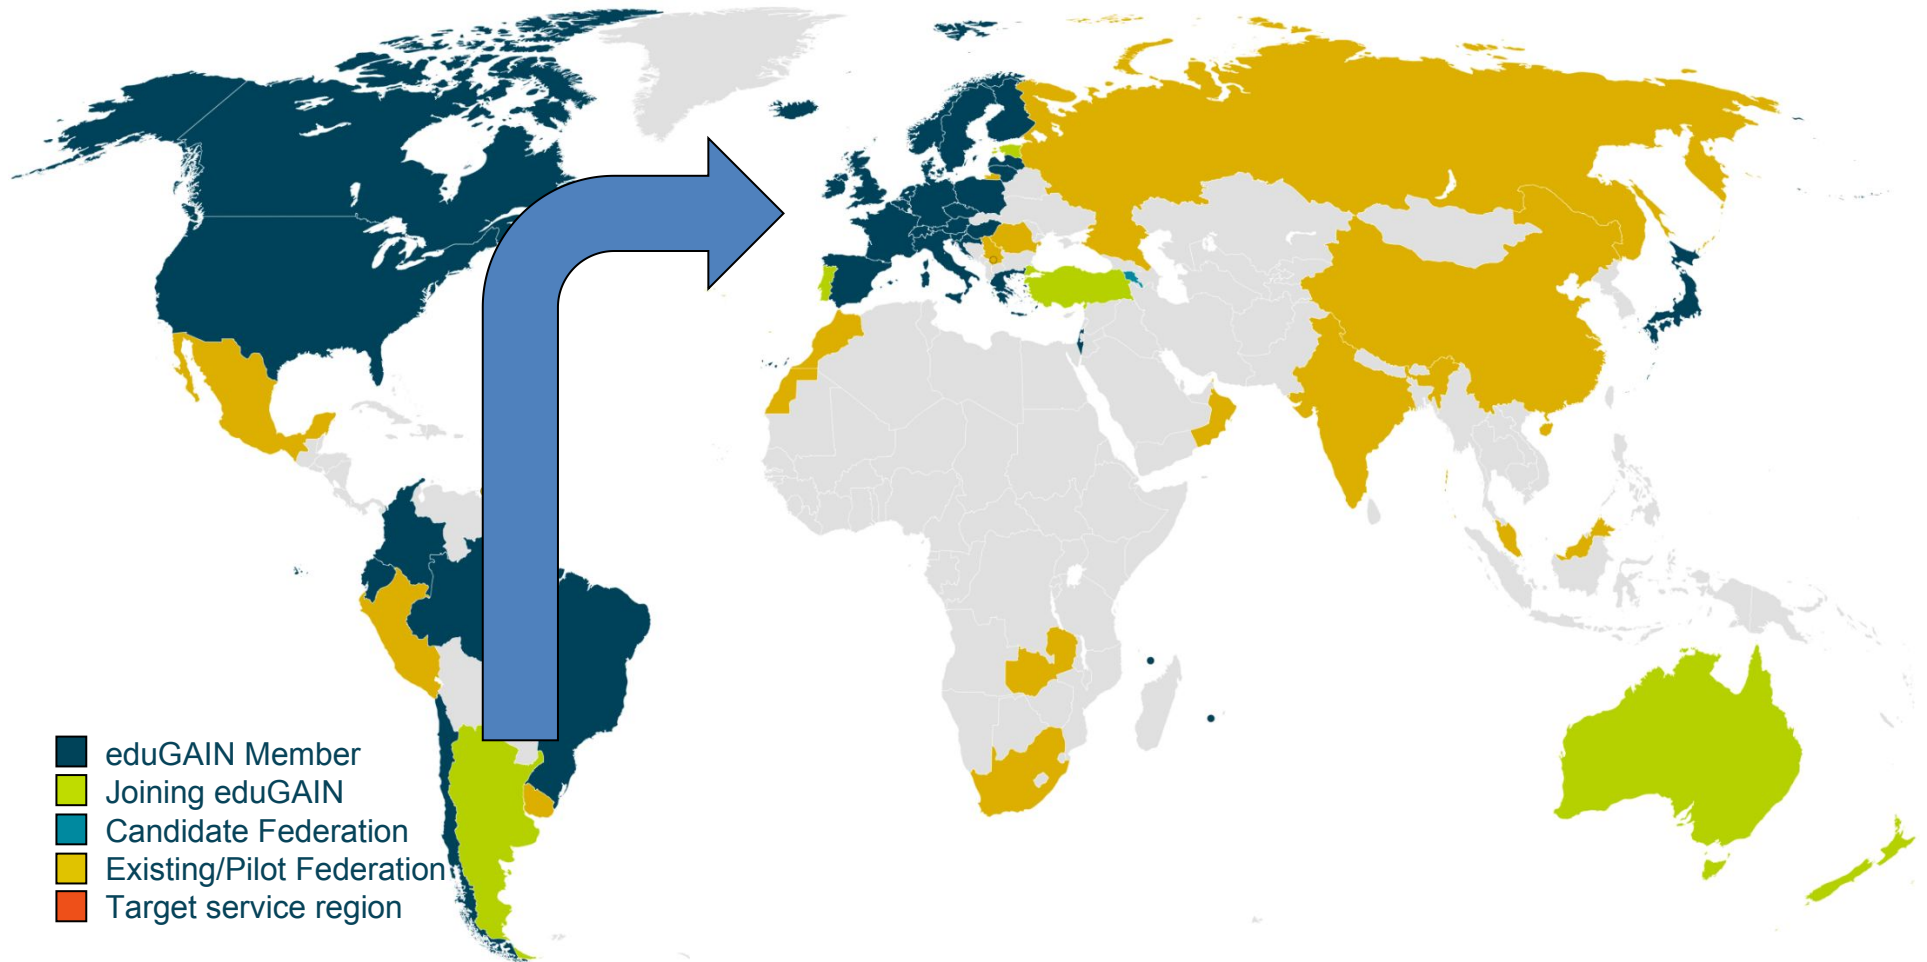 eduGAIN Member
Joining eduGAIN
Candidate Federation
Existing/Pilot Federation
Target service region